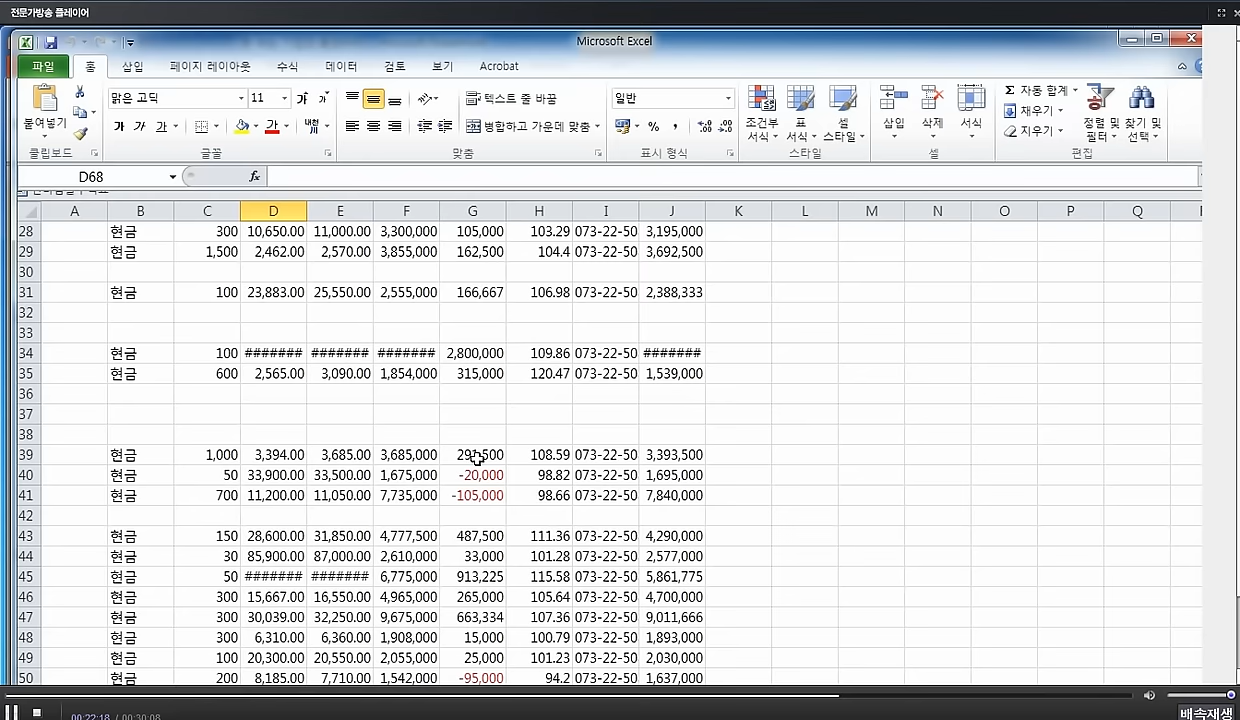 전문가방송 플레이어
Microsoft Excel
파일 홈 삽입 페이지 레이아웃 수식 데이터 검토 보기 Acrobat
붙여넣기
클립보드
맑은 고딕 11 가 가
가 가 가 가 내천
글꼴
텍스트 줄 바꿈
병합하고 가운데 맞춤
맞춤
일반
% ,
표시 형식
조건부 서식 표 서식 셀 스타일
스타일
삽입 삭제 서식
셀
Σ 자동 합계
채우기
지우기
정렬 및 필터 찾기 및 선택
편집
D68 fx
A B C D E F G H I J K L M N O P Q
28 현금 300 10,650.00 11,000.00 3,300,000 105,000 103.29 073-22-50 3,195,000
29 현금 1,500 2,462.00 2,570.00 3,855,000 162,500 104.4 073-22-50 3,692,500
30
31 현금 100 23,883.00 25,550.00 2,555,000 166,667 106.98 073-22-50 2,388,333
32
33
34 현금 100 ####### ####### ####### 2,800,000 109.86 073-22-50 #######
35 현금 600 2,565.00 3,090.00 1,854,000 315,000 120.47 073-22-50 1,539,000
36
37
38
39 현금 1,000 3,394.00 3,685.00 3,685,000 108.59 073-22-50 3,393,500
40 현금 50 33,900.00 33,500.00 1,675,000 -20,000 98.82 073-22-50 1,695,000
41 현금 700 11,200.00 11,050.00 7,735,000 -105,000 98.66 073-22-50 7,840,000
42
43 현금 150 28,600.00 31,850.00 4,777,500 487,500 111.36 073-22-50 4,290,000
44 현금 30 85,900.00 87,000.00 2,610,000 33,000 101.28 073-22-50 2,577,000
45 현금 50 ####### ####### 6,775,000 913,225 115.58 073-22-50 5,861,775
46 현금 300 15,667.00 16,550.00 4,965,000 265,000 105.64 073-22-50 4,700,000
47 현금 300 30,039.00 32,250.00 9,675,000 663,334 107.36 073-22-50 9,011,666
48 현금 300 6,310.00 6,360.00 1,908,000 15,000 100.79 073-22-50 1,893,000
49 현금 100 20,300.00 20,550.00 2,055,000 25,000 101.23 073-22-50 2,030,000
50 현금 200 8,185.00 7,710.00 1,542,000 -95,000 94.2 073-22-50 1,637,000
00:22:18 / 00:30:08 배속재생